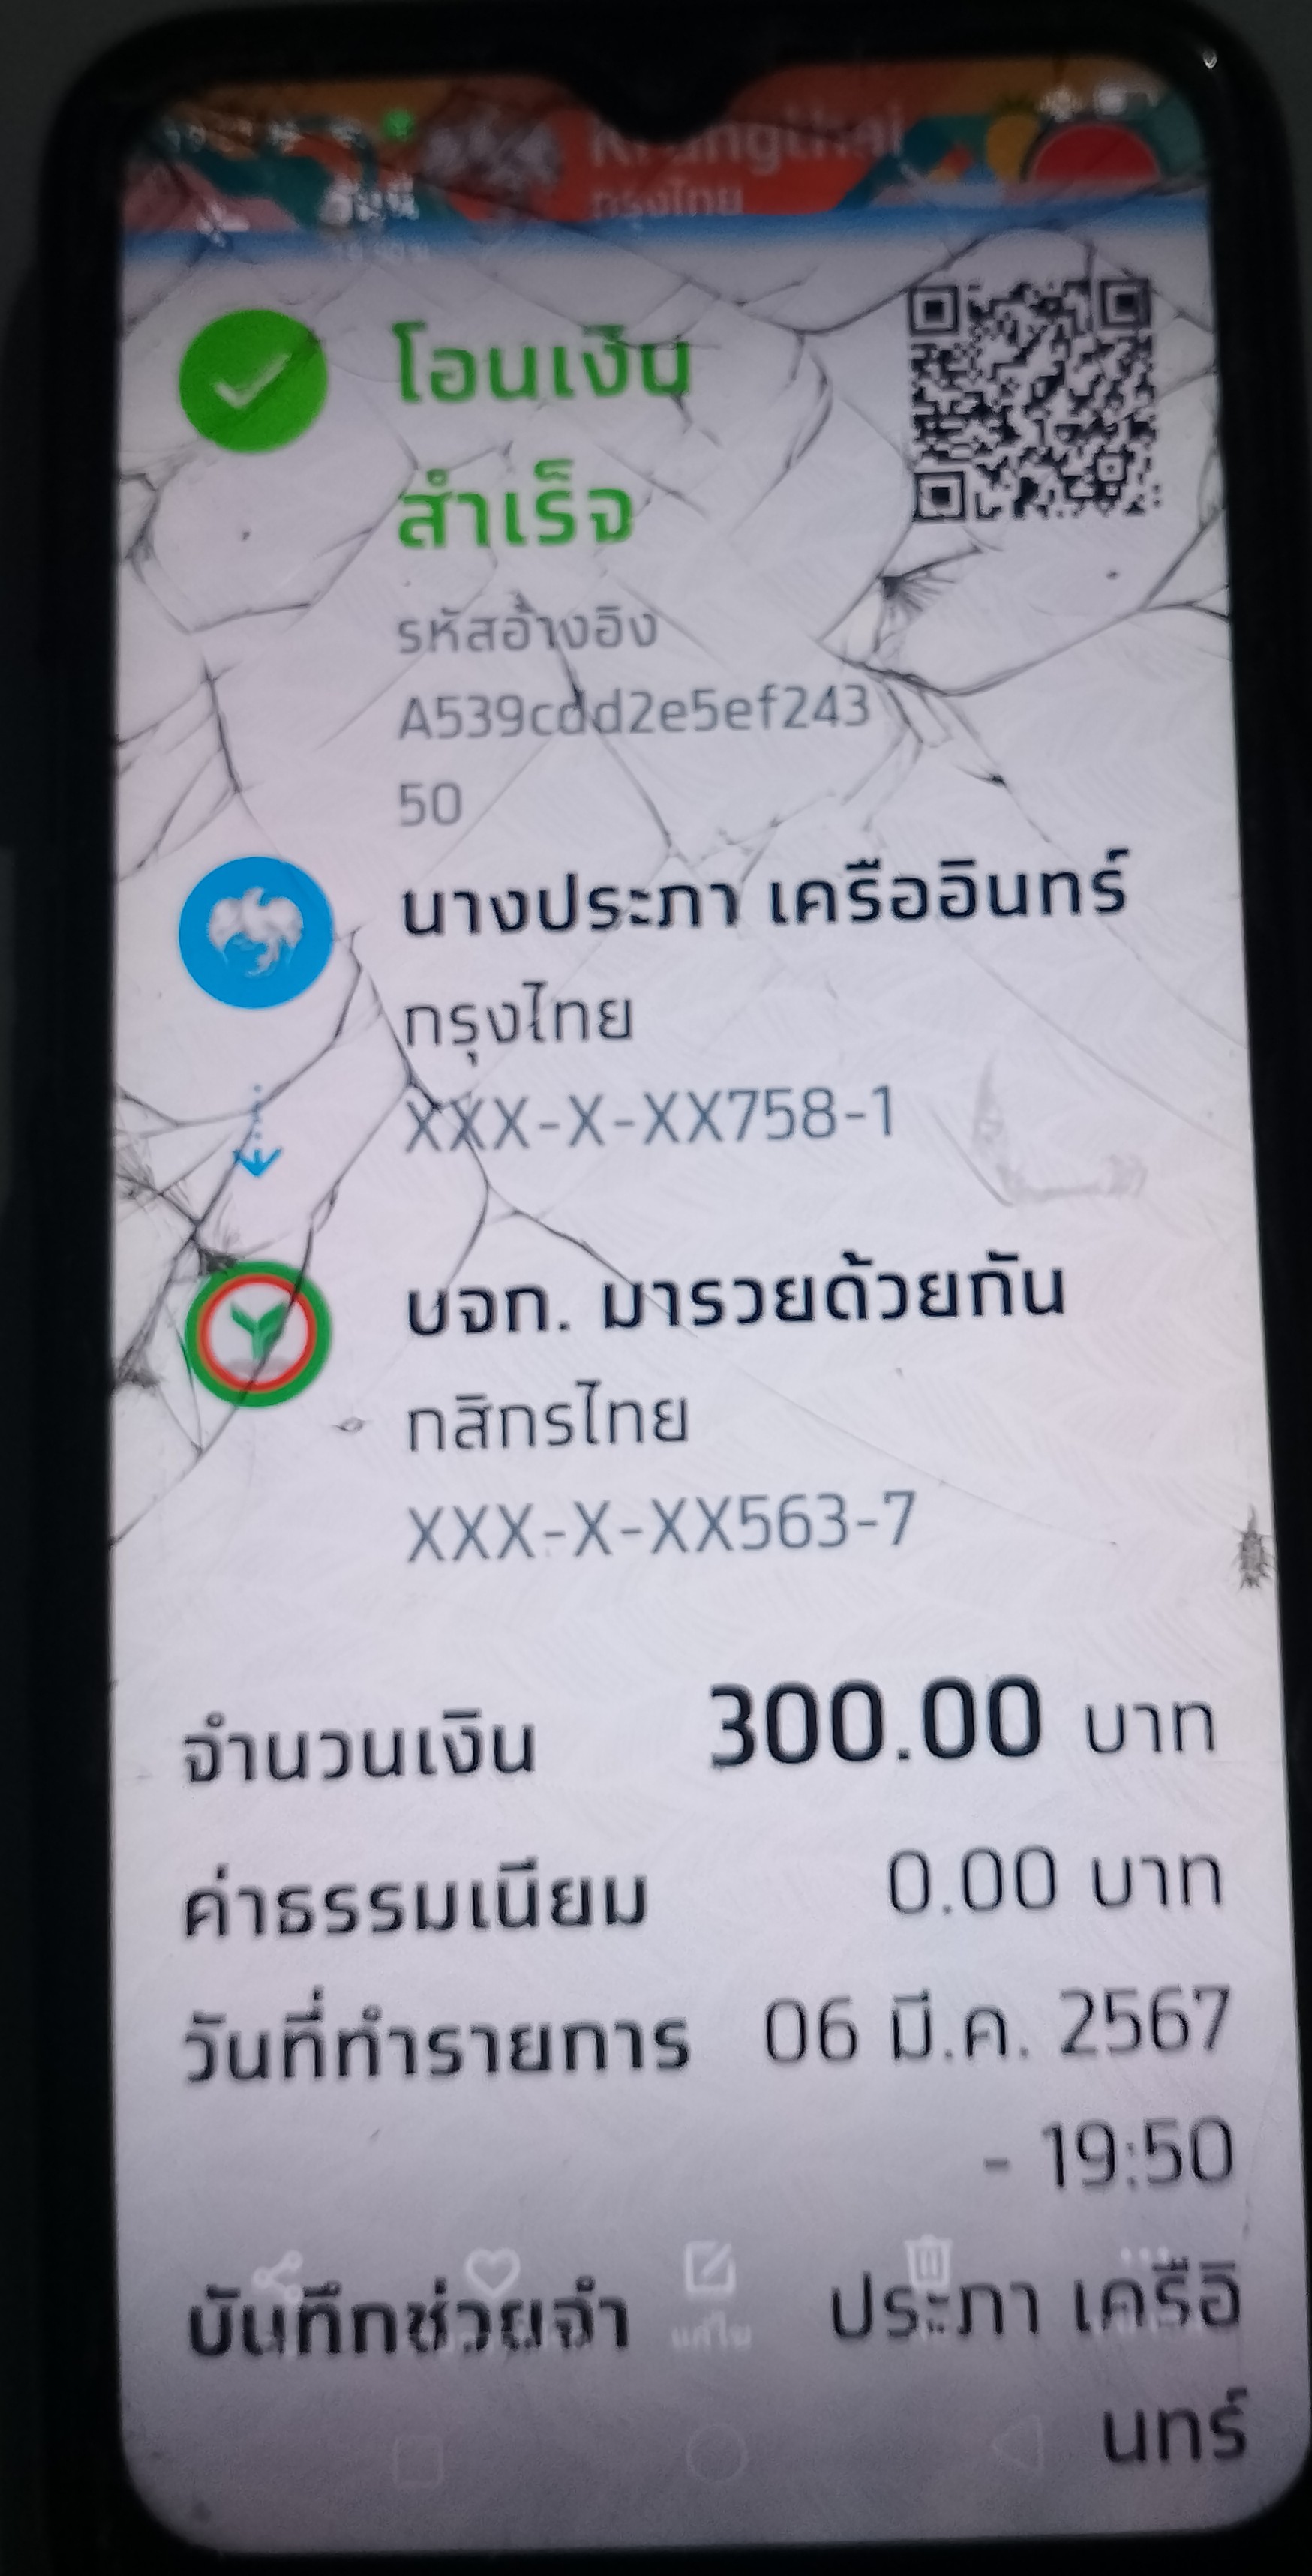 Krungthai
กรุงไทย
วันนี้
โอนเงิน
สำเร็จ
รหัสอ้างอิง
A539cdd2e5ef243
50
นางประภา เครืออินทร์
กรุงไทย
XXX-X-XX758-1
บจก. มารวยด้วยกัน
กสิกรไทย
XXX-X-XX563-7
จำนวนเงิน 300.00 บาท
ค่าธรรมเนียม 0.00 บาท
วันที่ทำรายการ 06 มี.ค. 2567
- 19:50
บันทึกช่วยจำ ประภา เครืออิ
นทร์
แก้ไข